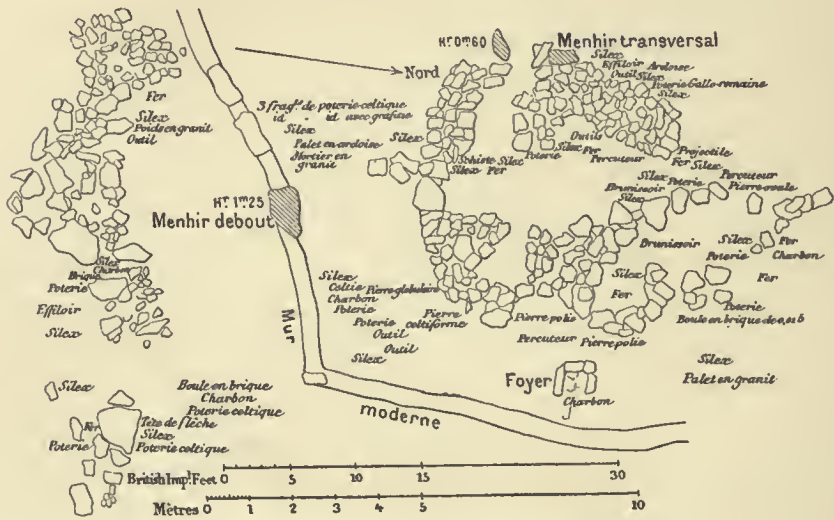 Nord
Ht. 0m60
Menhir transversal
Silex
Effiloir Ardoise
Outil Silex
Poterie Gallo-romaine
Silex
Outils
Fer
Poterie Silex
Percuteur
Projectile
Fer Silex
Fer
Silex
Poids en granit
Outil
3 fragts. de poterie celtique
id - id avec grafite
Silex
Palet en ardoise
Mortier en
granit
Silex
Schiste Silex
Silex Fer
Ht. 1m25
Menhir debout
Silex
Brunissoir Poterie
Silex
Percuteur
Pierre ovale
Brunissoir
Silex
Poterie
Fer
Charbon
Silex
Fer
Fer
Poterie
Boule en brique de 0,01b
Silex
Charbon
Brique
Poterie
Effiloir
Silex
Silex
Celtie
Charbon
Poterie
Pierre globulaire
Poterie
Outil
Pierre
celtiforme
Outil
Silex
Pierre polie
Percuteur
Pierre polie
Mur
moderne
Foyer
Charbon
Silex
Palet en granit
Silex
Boule en brique
Charbon
Poterie celtique
Fer
Poterie
Tête de flèche
Silex
Poterie celtique
British Impl. Feet
0 5 10 15 30
Mètres 0 1 2 3 4 5 10